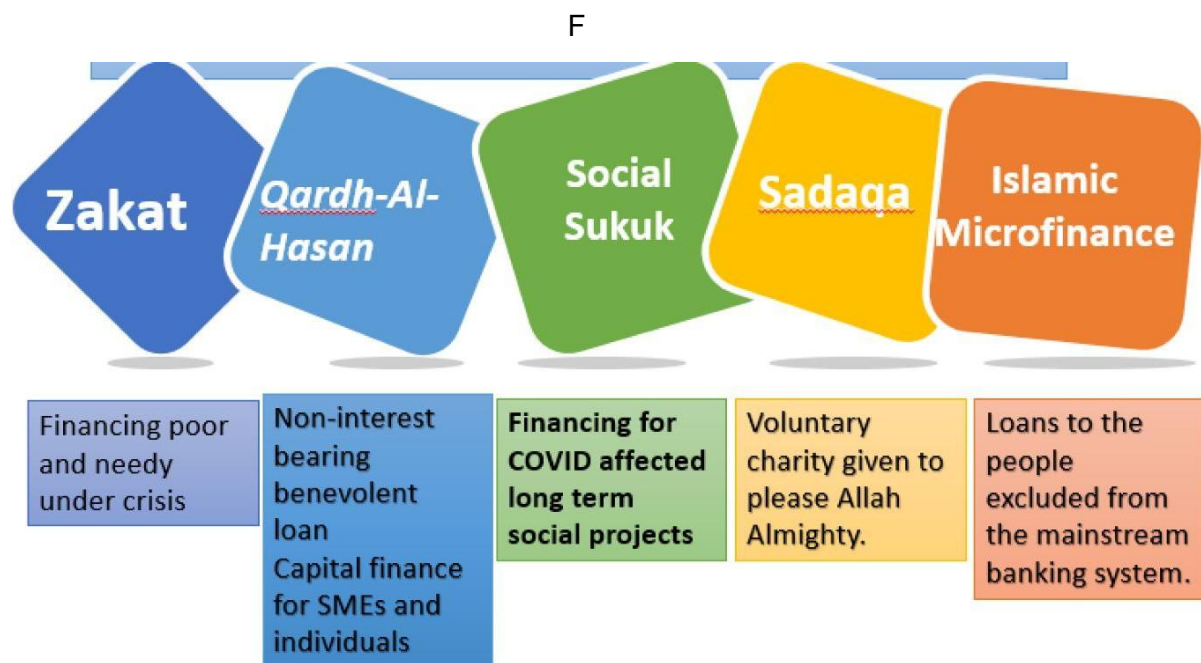 F
Zakat
Qardh-Al-
Hasan
Social
Sukuk
Sadaqa
Islamic
Microfinance
Financing poor
and needy
under crisis
Non-interest
bearing
benevolent
loan
Capital finance
for SMEs and
individuals
Financing for
COVID affected
long term
social projects
Voluntary
charity given to
please Allah
Almighty.
Loans to the
people
excluded from
the mainstream
banking system.